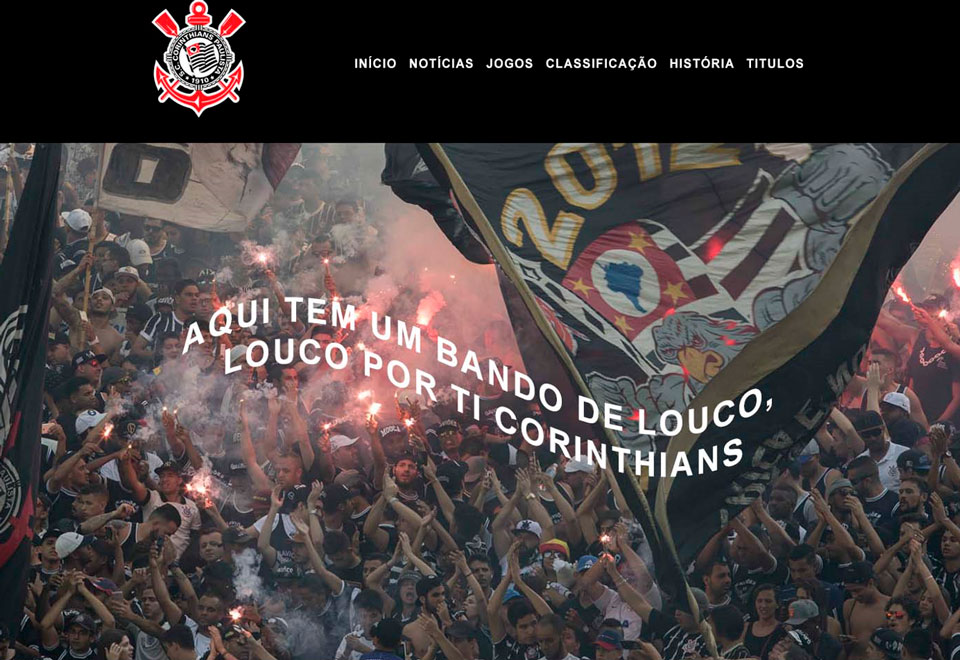 S.C CORINTHIANS PAULISTA
1910
INÍCIO NOTÍCIAS JOGOS CLASSIFICAÇÃO HISTÓRIA TITULOS
2012
AQUI TEM UM BANDO DE LOUCO,
LOUCO POR TI CORINTHIANS